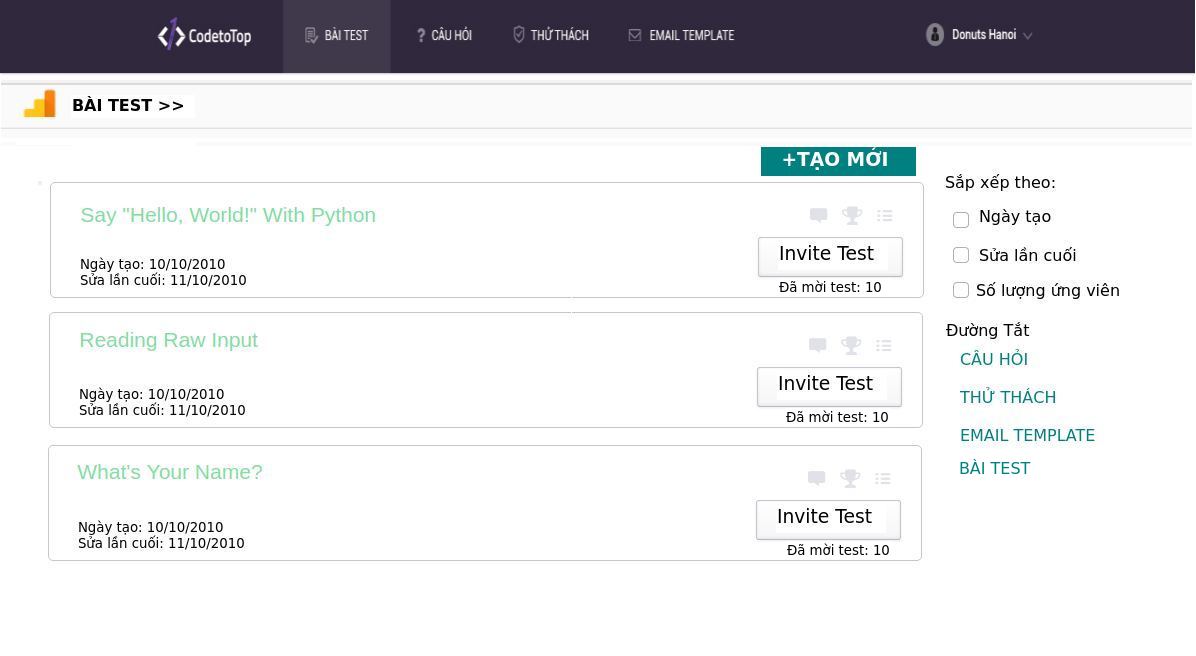 CodetoTop
BÀI TEST
? CÂU HỎI
THỬ THÁCH
EMAIL TEMPLATE
Donuts Hanoi
BÀI TEST >>
+TẠO MỚI
Say "Hello, World!" With Python
Ngày tạo: 10/10/2010
Sửa lần cuối: 11/10/2010
Invite Test
Đã mời test: 10
Reading Raw Input
Ngày tạo: 10/10/2010
Sửa lần cuối: 11/10/2010
Invite Test
Đã mời test: 10
What's Your Name?
Ngày tạo: 10/10/2010
Sửa lần cuối: 11/10/2010
Invite Test
Đã mời test: 10
Sắp xếp theo:
Ngày tạo
Sửa lần cuối
Số lượng ứng viên
Đường Tắt
CÂU HỎI
THỬ THÁCH
EMAIL TEMPLATE
BÀI TEST